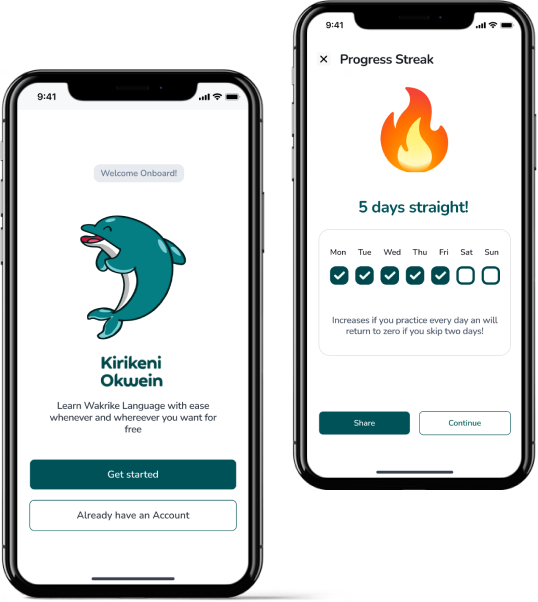 9:41
Welcome Onboard!
Kirikeni
Okwein
Learn Wakrike Language with ease
whenever and whereever you want for
free
Get started
Already have an Account
9:41
Progress Streak
5 days straight!
Mon Tue Wed Thu Fri Sat Sun
Increases if you practice every day an will
return to zero if you skip two days!
Share Continue